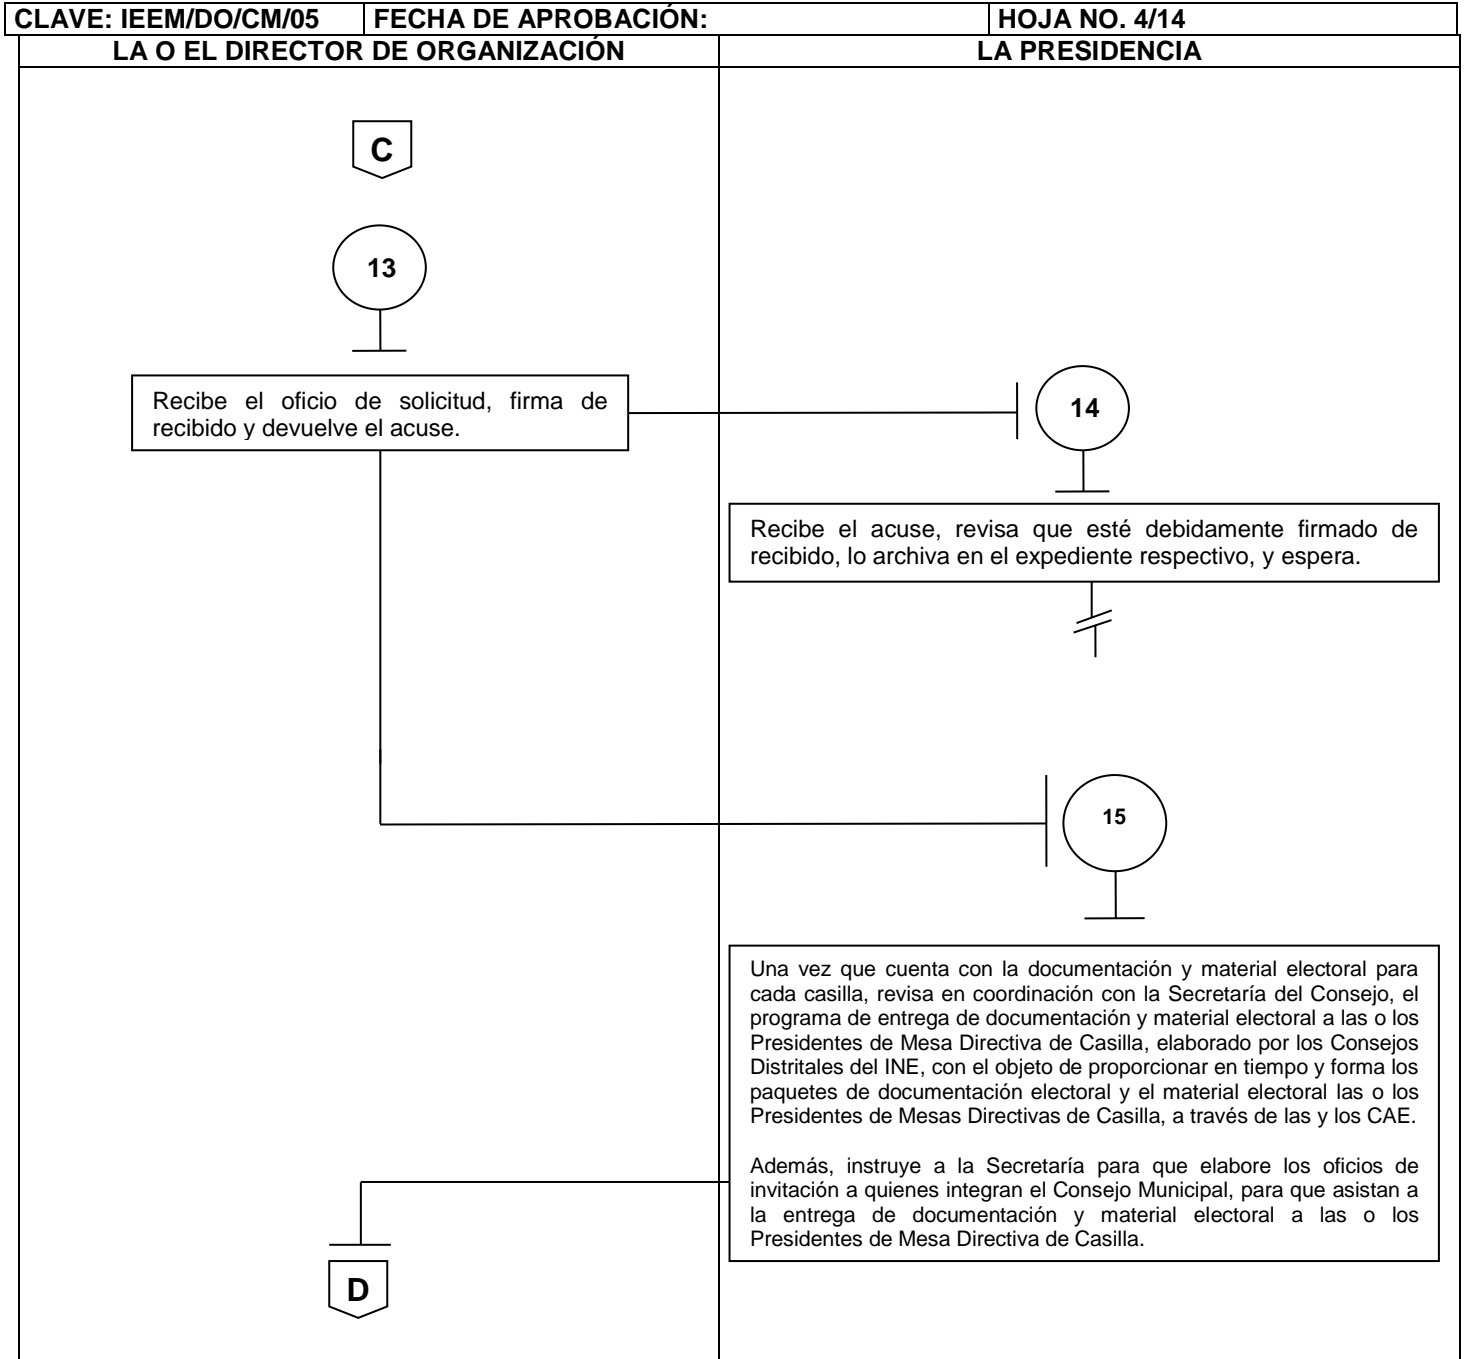 CLAVE: IEEM/DO/CM/05 FECHA DE APROBACIÓN: HOJA NO. 4/14
LA O EL DIRECTOR DE ORGANIZACIÓN LA PRESIDENCIA
C
13
Recibe el oficio de solicitud, firma de
recibido y devuelve el acuse.
14
Recibe el acuse, revisa que esté debidamente firmado de
recibido, lo archiva en el expediente respectivo, y espera.
15
Una vez que cuenta con la documentación y material electoral para
cada casilla, revisa en coordinación con la Secretaría del Consejo, el
programa de entrega de documentación y material electoral a las o los
Presidentes de Mesa Directiva de Casilla, elaborado por los Consejos
Distritales del INE, con el objeto de proporcionar en tiempo y forma los
paquetes de documentación electoral y el material electoral las o los
Presidentes de Mesas Directivas de Casilla, a través de las y los CAE.
Además, instruye a la Secretaría para que elabore los oficios de
invitación a quienes integran el Consejo Municipal, para que asistan a
la entrega de documentación y material electoral a las o los
Presidentes de Mesa Directiva de Casilla.
D